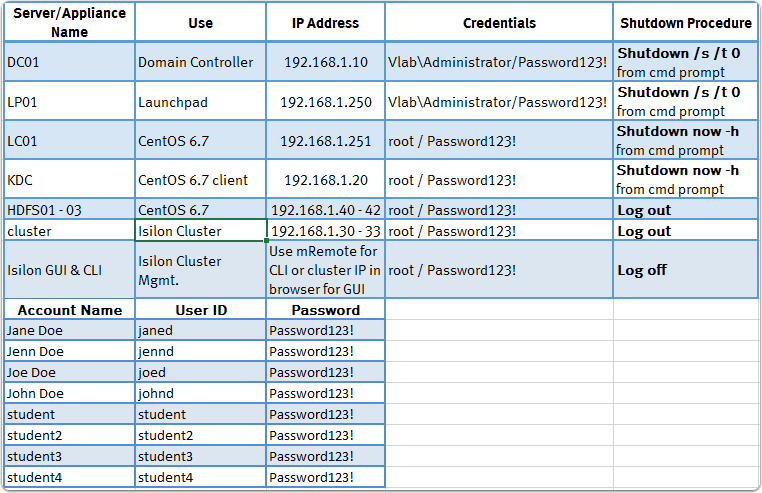 Server/Appliance Name Use IP Address Credentials Shutdown Procedure
DC01 Domain Controller 192.168.1.10 Vlab\Administrator/Password123! Shutdown /s /t 0 from cmd prompt
LP01 Launchpad 192.168.1.250 Vlab\Administrator/Password123! Shutdown /s /t 0 from cmd prompt
LC01 CentOS 6.7 192.168.1.251 root / Password123! Shutdown now -h from cmd prompt
KDC CentOS 6.7 client 192.168.1.20 root / Password123! Shutdown now -h from cmd prompt
HDFS01 - 03 CentOS 6.7 192.168.1.40 - 42 root / Password123! Log out
cluster Isilon Cluster 192.168.1.30 - 33 root / Password123! Log out
Isilon GUI & CLI Isilon Cluster Mgmt. Use mRemote for CLI or cluster IP in browser for GUI root / Password123! Log off
Account Name User ID Password
Jane Doe janed Password123!
Jenn Doe jennd Password123!
Joe Doe joed Password123!
John Doe johnd Password123!
student student Password123!
student2 student2 Password123!
student3 student3 Password123!
student4 student4 Password123!